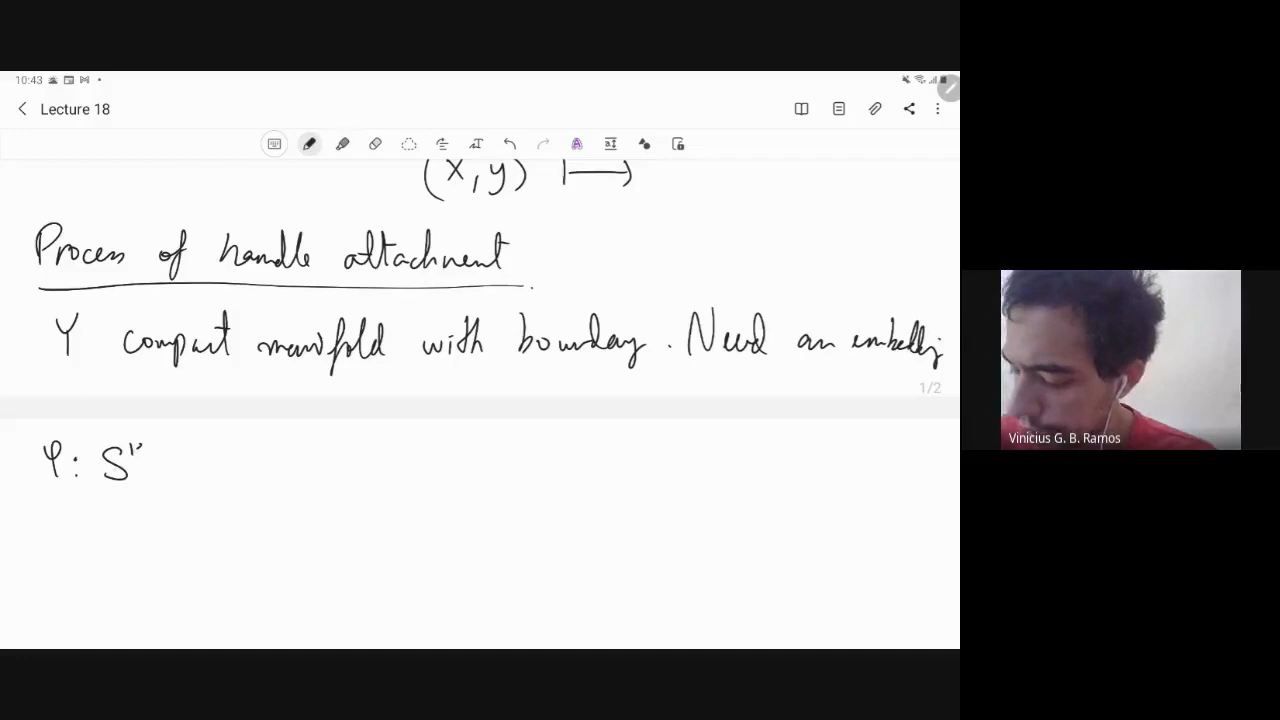 10:43
Lecture 18
(x, y) ⟼
Process of handle attachment.
Y compact manifold with boundary. Need an embedding
1/2
φ: S
Vinicius G. B. Ramos